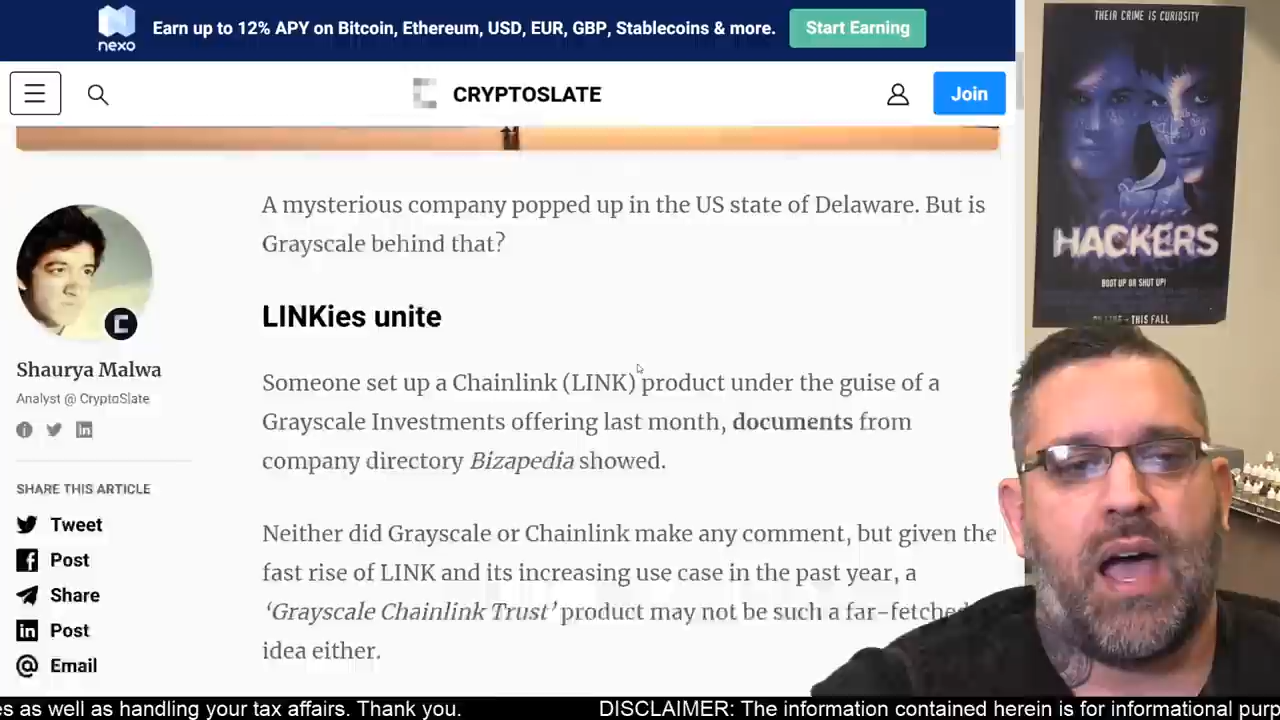 Earn up to 12% APY on Bitcoin, Ethereum, USD, EUR, GBP, Stablecoins & more.
Start Earning
nexo
CRYPTOSLATE
Join
A mysterious company popped up in the US state of Delaware. But is
Grayscale behind that?
LINKies unite
Someone set up a Chainlink (LINK) product under the guise of a
Grayscale Investments offering last month, documents from
company directory Bizapedia showed.
Neither did Grayscale or Chainlink make any comment, but given the
fast rise of LINK and its increasing use case in the past year, a
‘Grayscale Chainlink Trust’ product may not be such a far-fetched
idea either.
Shaurya Malwa
Analyst @ CryptoSlate
SHARE THIS ARTICLE
Tweet
Post
Share
Post
Email
THEIR CRIME IS CURIOSITY
HACKERS
BOOT UP OR SHUT UP!
THIS FALL
es as well as handling your tax affairs. Thank you.
DISCLAIMER: The information contained herein is for informational purp